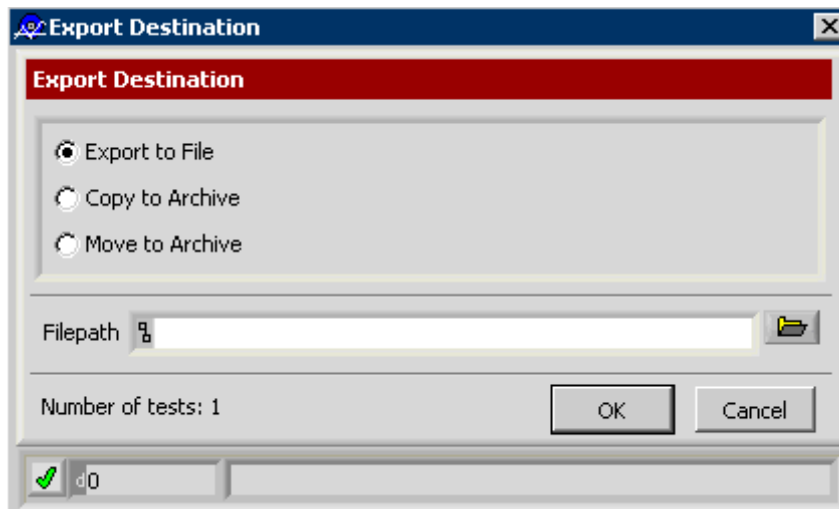 Export Destination
Export Destination
Export to File
Copy to Archive
Move to Archive
Filepath
Number of tests: 1
OK
Cancel
d0